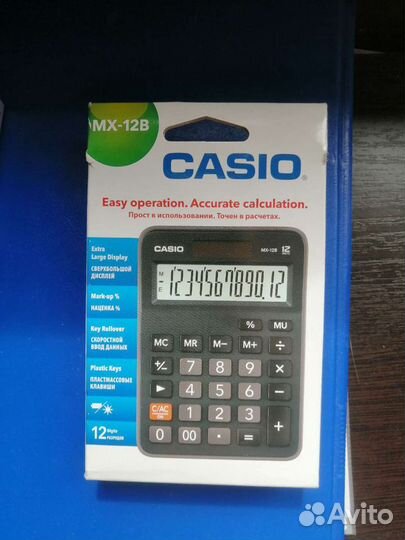 MX-12B
CASIO
Easy operation. Accurate calculation.
Прост в использовании. Точен в расчетах.
Extra
Large Display
СВЕРХБОЛЬШОЙ
ДИСПЛЕЙ
Mark-up %
НАЦЕНКА %
Key Rollover
СКОРОСТНОЙ
ВВОД ДАННЫХ
Plastic Keys
ПЛАСТМАССОВЫЕ
КЛАВИШИ
12 Digits
разрядов
CASIO
MX-12B 12
M
E
123456789012
% MU
MC MR M− M+ ÷
+/− 7 8 9 ×
► 4 5 6 −
C/AC
ON
1 2 3 +
0 00 · =
Avito